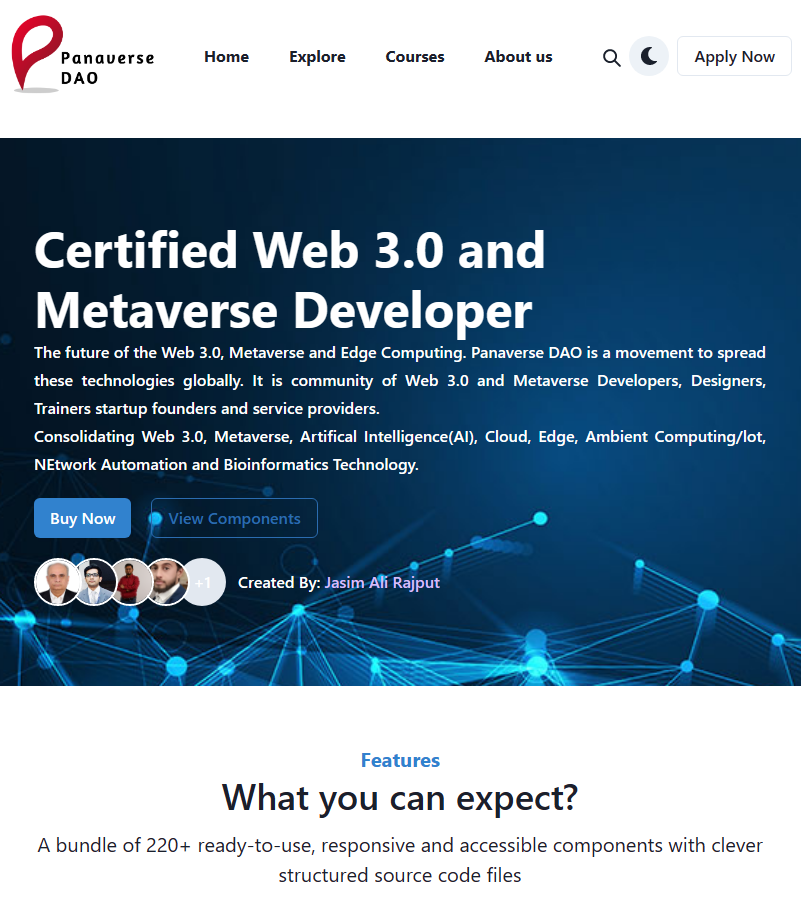 Panaverse
DAO
Home Explore Courses About us Apply Now
Certified Web 3.0 and
Metaverse Developer
The future of the Web 3.0, Metaverse and Edge Computing. Panaverse DAO is a movement to spread
these technologies globally. It is community of Web 3.0 and Metaverse Developers, Designers,
Trainers startup founders and service providers.
Consolidating Web 3.0, Metaverse, Artifical Intelligence(AI), Cloud, Edge, Ambient Computing/lot,
NEtwork Automation and Bioinformatics Technology.
Buy Now View Components
+1 Created By: Jasim Ali Rajput
Features
What you can expect?
A bundle of 220+ ready-to-use, responsive and accessible components with clever
structured source code files